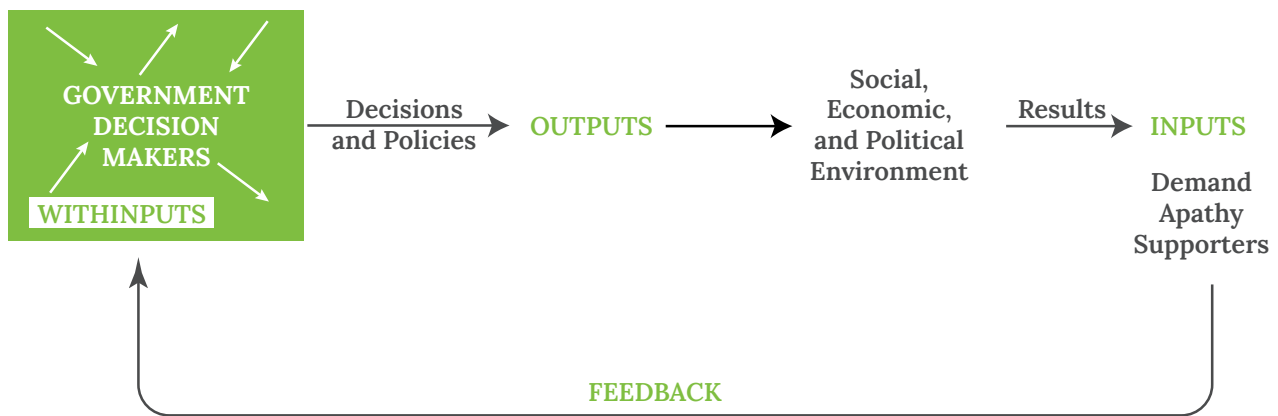 GOVERNMENT
DECISION
MAKERS
WITHINPUTS
Decisions
and Policies
OUTPUTS
Social,
Economic,
and Political
Environment
Results
INPUTS
Demand
Apathy
Supporters
FEEDBACK